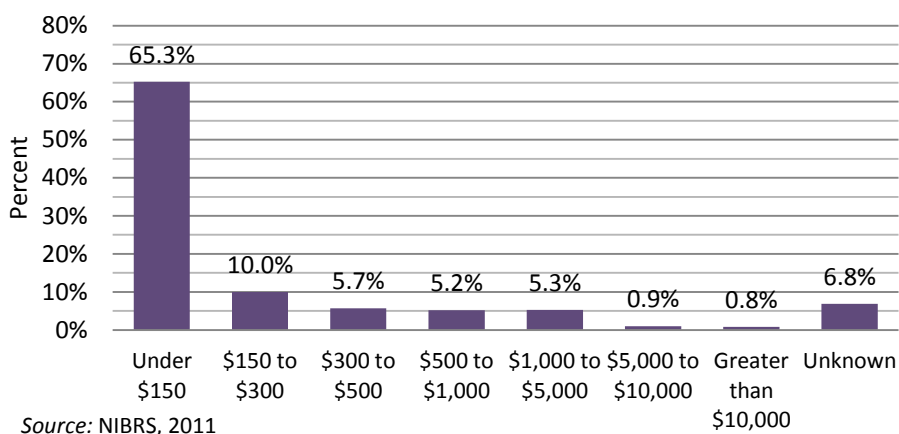 80%
70%
60%
50%
40%
30%
20%
10%
0%
Percent
65.3%
10.0%
5.7%
5.2%
5.3%
0.9%
0.8%
6.8%
Under
$150
$150 to
$300
$300 to
$500
$500 to
$1,000
$1,000 to
$5,000
$5,000 to
$10,000
Greater
than
$10,000
Unknown
Source: NIBRS, 2011